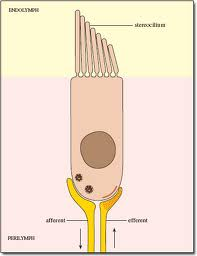 ENDOLYMPH
stereocilium
afferent
efferent
PERILYMPH